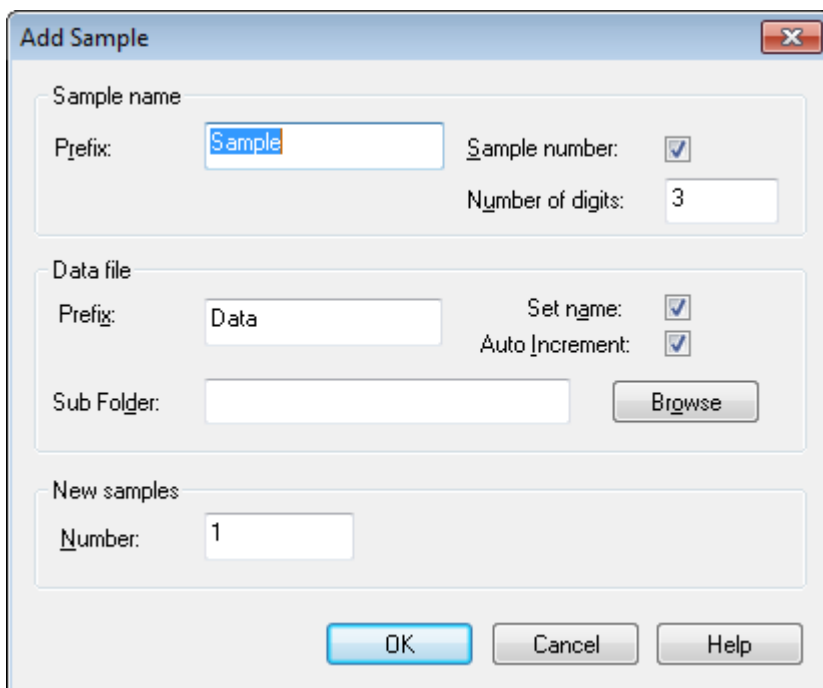 Add Sample
Sample name
Prefix: Sample Sample number:
Number of digits: 3
Data file
Prefix: Data Set name:
Auto Increment:
Sub Folder: Browse
New samples
Number: 1
OK Cancel Help